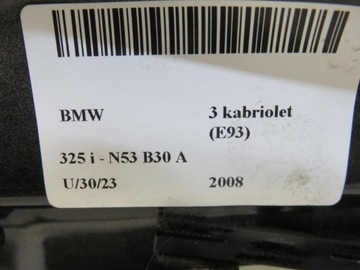 BMW
3 kabriolet
(E93)
325 i - N53 B30 A
U/30/23
2008